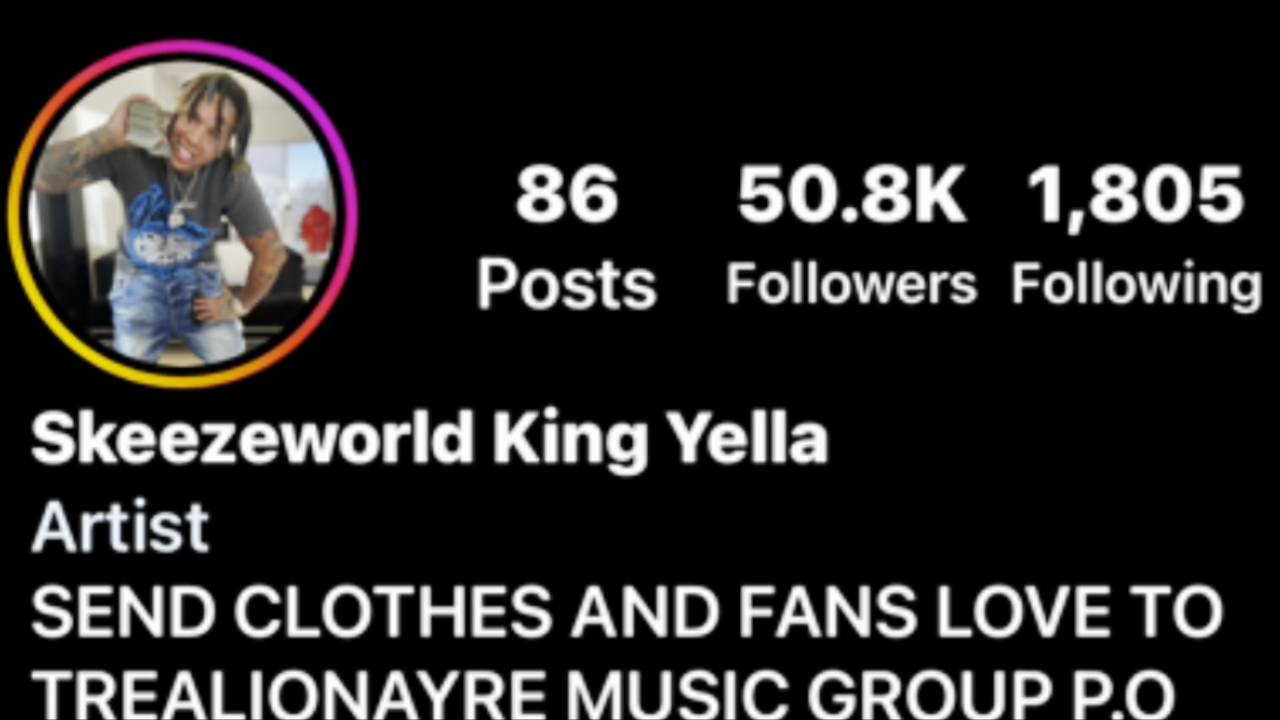 86 50.8K 1,805
Posts Followers Following
Skeezeworld King Yella
Artist
SEND CLOTHES AND FANS LOVE TO
TREALIONAYRE MUSIC GROUP P.O